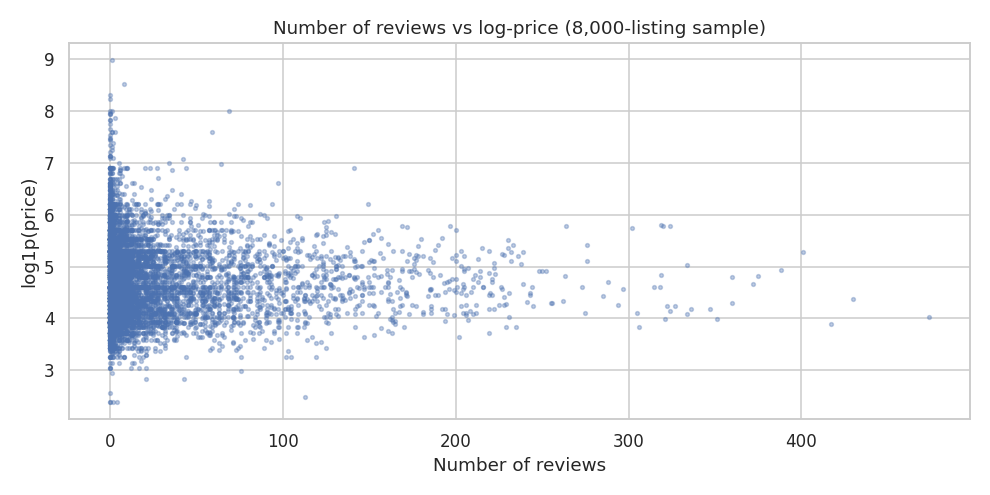 Number of reviews vs log-price (8,000-listing sample)
log1p(price)
9
8
7
6
5
4
3
0 100 200 300 400
Number of reviews